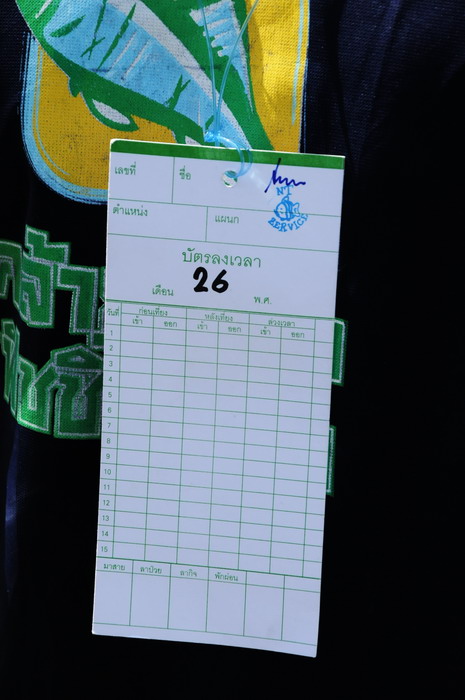 เลขที่ ชื่อ
Nº1
SERVICE
ตำแหน่ง แผนก
บัตรลงเวลา
เดือน 26 พ.ศ.
วันที่ ก่อนเที่ยง หลังเที่ยง ล่วงเวลา
เข้า ออก เข้า ออก เข้า ออก
1
2
3
4
5
6
7
8
9
10
11
12
13
14
15
มาสาย ลาป่วย ลากิจ พักผ่อน